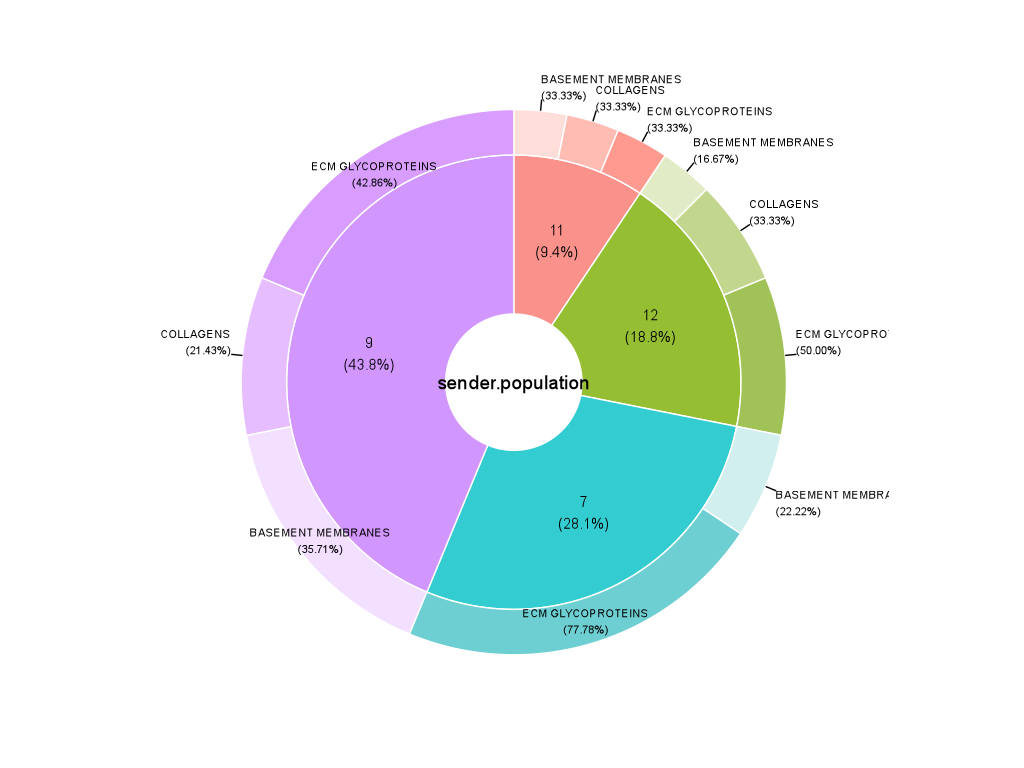 BASEMENT MEMBRANES
(33.33%)
COLLAGENS
(33.33%)
ECM GLYCOPROTEINS
(33.33%)
BASEMENT MEMBRANES
(16.67%)
ECM GLYCOPROTEINS
(42.86%)
COLLAGENS
(33.33%)
11
(9.4%)
12
(18.8%)
9
(43.8%)
COLLAGENS
(21.43%)
ECM GLYCOPRO
(50.00%)
sender.population
7
(28.1%)
BASEMENT MEMBRA
(22.22%)
BASEMENT MEMBRANES
(35.71%)
ECM GLYCOPROTEINS
(77.78%)